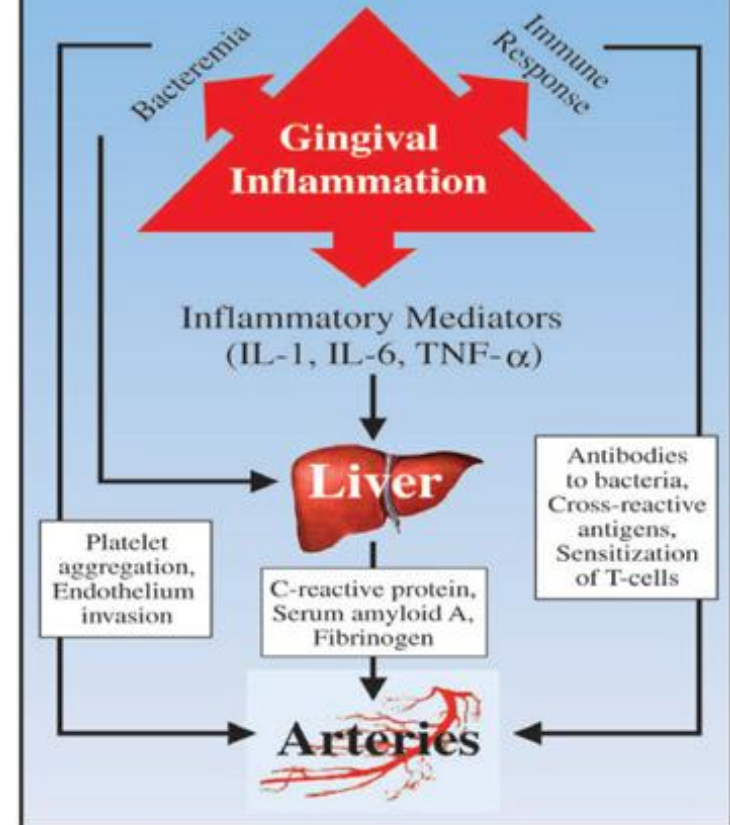 Bacteremia
Immune
Response
Gingival
Inflammation
Inflammatory Mediators
(IL-1, IL-6, TNF-α)
Liver
Platelet
aggregation,
Endothelium
invasion
C-reactive protein,
Serum amyloid A,
Fibrinogen
Antibodies
to bacteria,
Cross-reactive
antigens,
Sensitization
of T-cells
Arteries